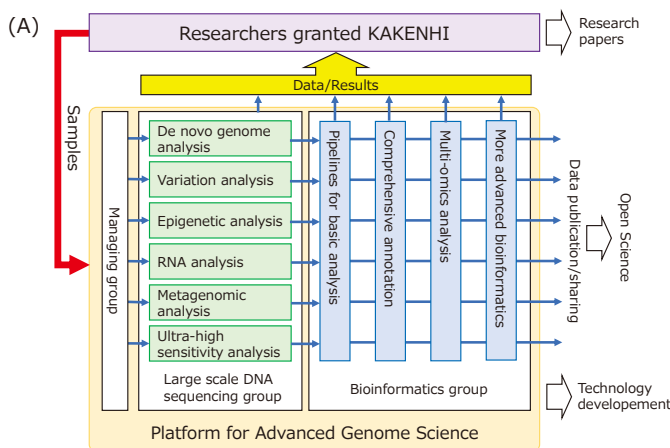 (A)
Researchers granted KAKENHI
Research
papers
Data/Results
Samples
Managing group
De novo genome
analysis
Variation analysis
Epigenetic analysis
RNA analysis
Metagenomic
analysis
Ultra-high
sensitivity analysis
Large scale DNA
sequencing group
Pipelines for basic analysis
Comprehensive annotation
Multi-omics analysis
More advanced bioinformatics
Bioinformatics group
Data publication/sharing
Open Science
Technology
developement
Platform for Advanced Genome Science